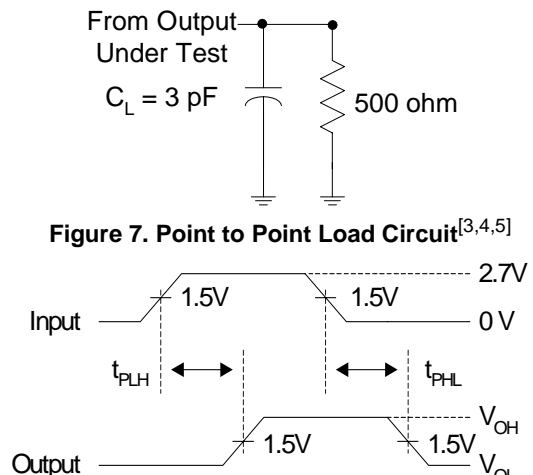 From Output
Under Test
C_L = 3 pF
500 ohm
Figure 7. Point to Point Load Circuit[3,4,5]
2.7V
1.5V 1.5V
Input 0 V
t_PLH t_PHL
V_OH
1.5V 1.5V
Output V_OL